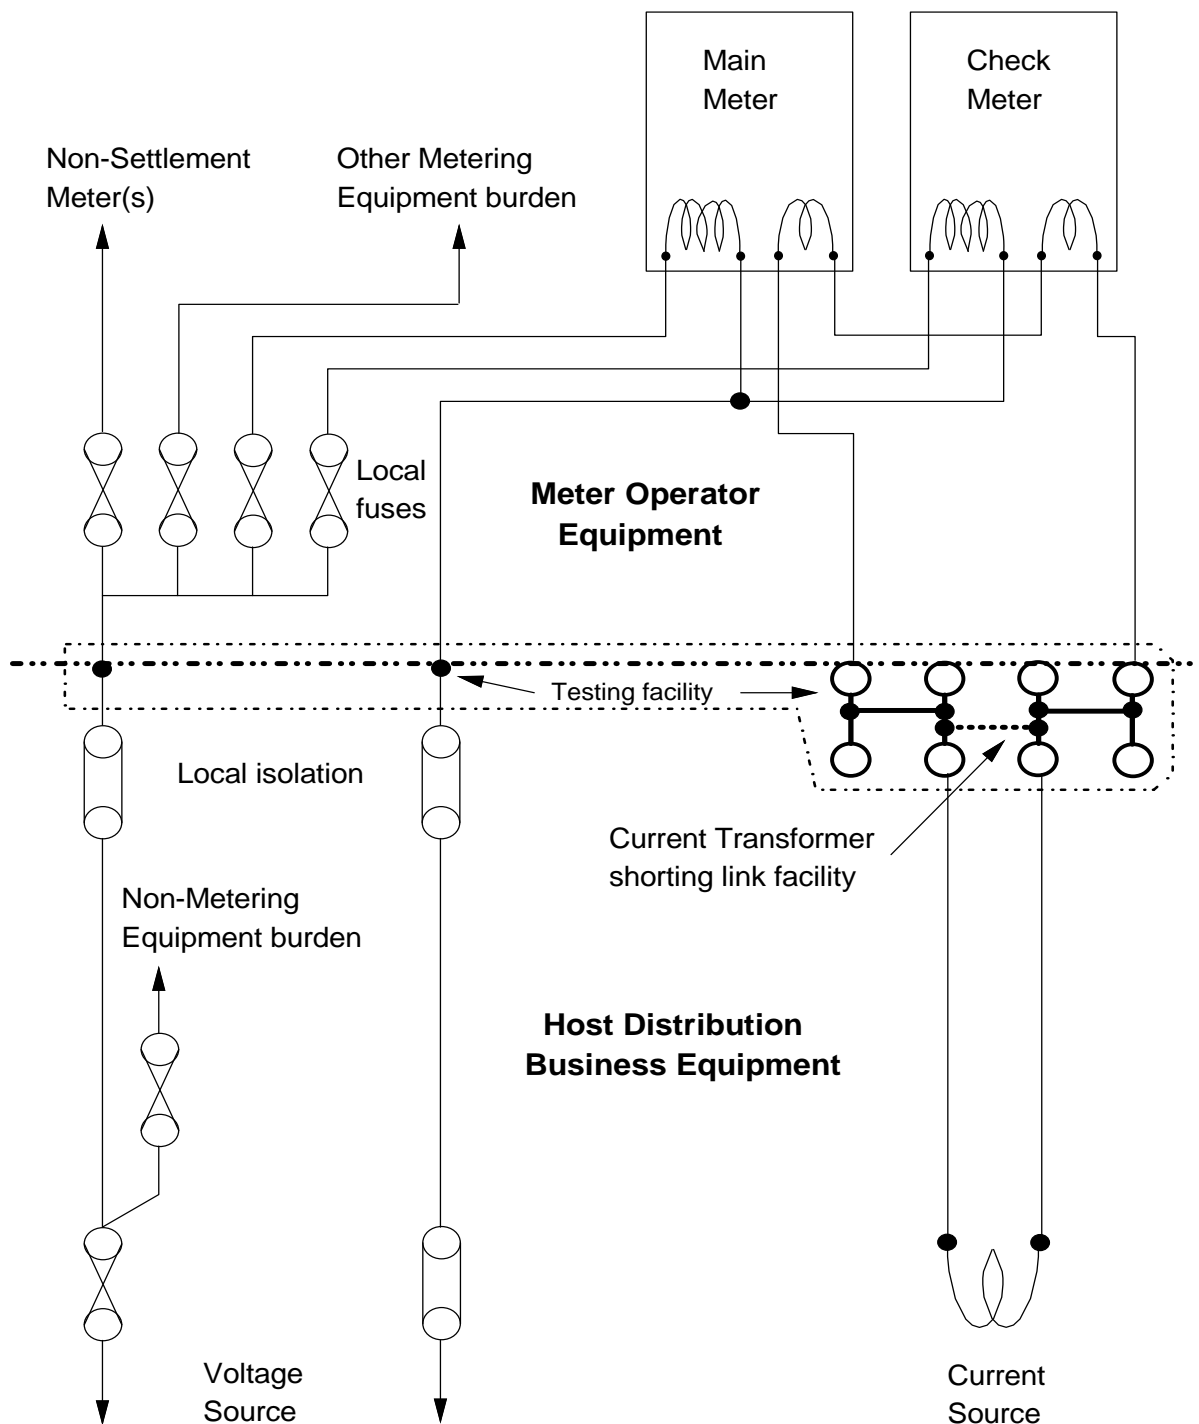 Main
Meter
Check
Meter
Non-Settlement
Meter(s)
Other Metering
Equipment burden
Local
fuses
Meter Operator
Equipment
Testing facility
Local isolation
Current Transformer
shorting link facility
Non-Metering
Equipment burden
Host Distribution
Business Equipment
Voltage
Source
Current
Source